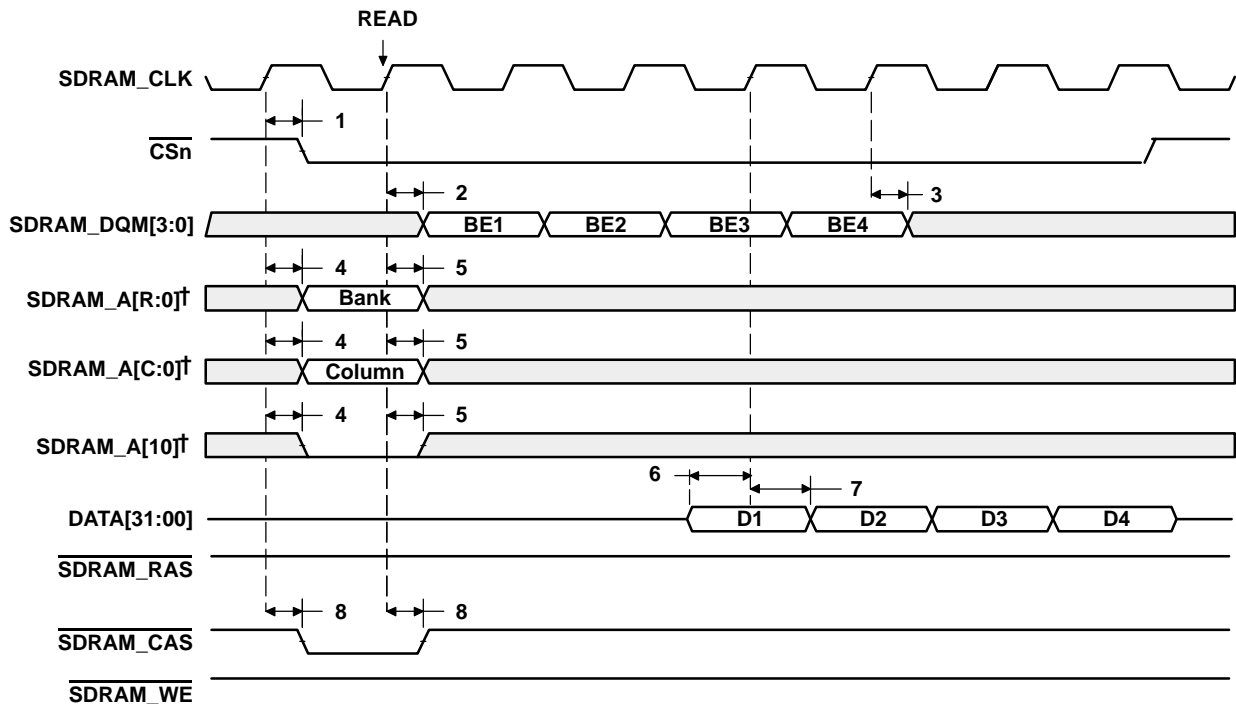 READ
SDRAM_CLK
1
CSn
2
3
SDRAM_DQM[3:0]
BE1 BE2 BE3 BE4
4 5
SDRAM_A[R:0]†
Bank
4 5
SDRAM_A[C:0]†
Column
4 5
SDRAM_A[10]†
6 7
DATA[31:00]
D1 D2 D3 D4
SDRAM_RAS
8 8
SDRAM_CAS
SDRAM_WE